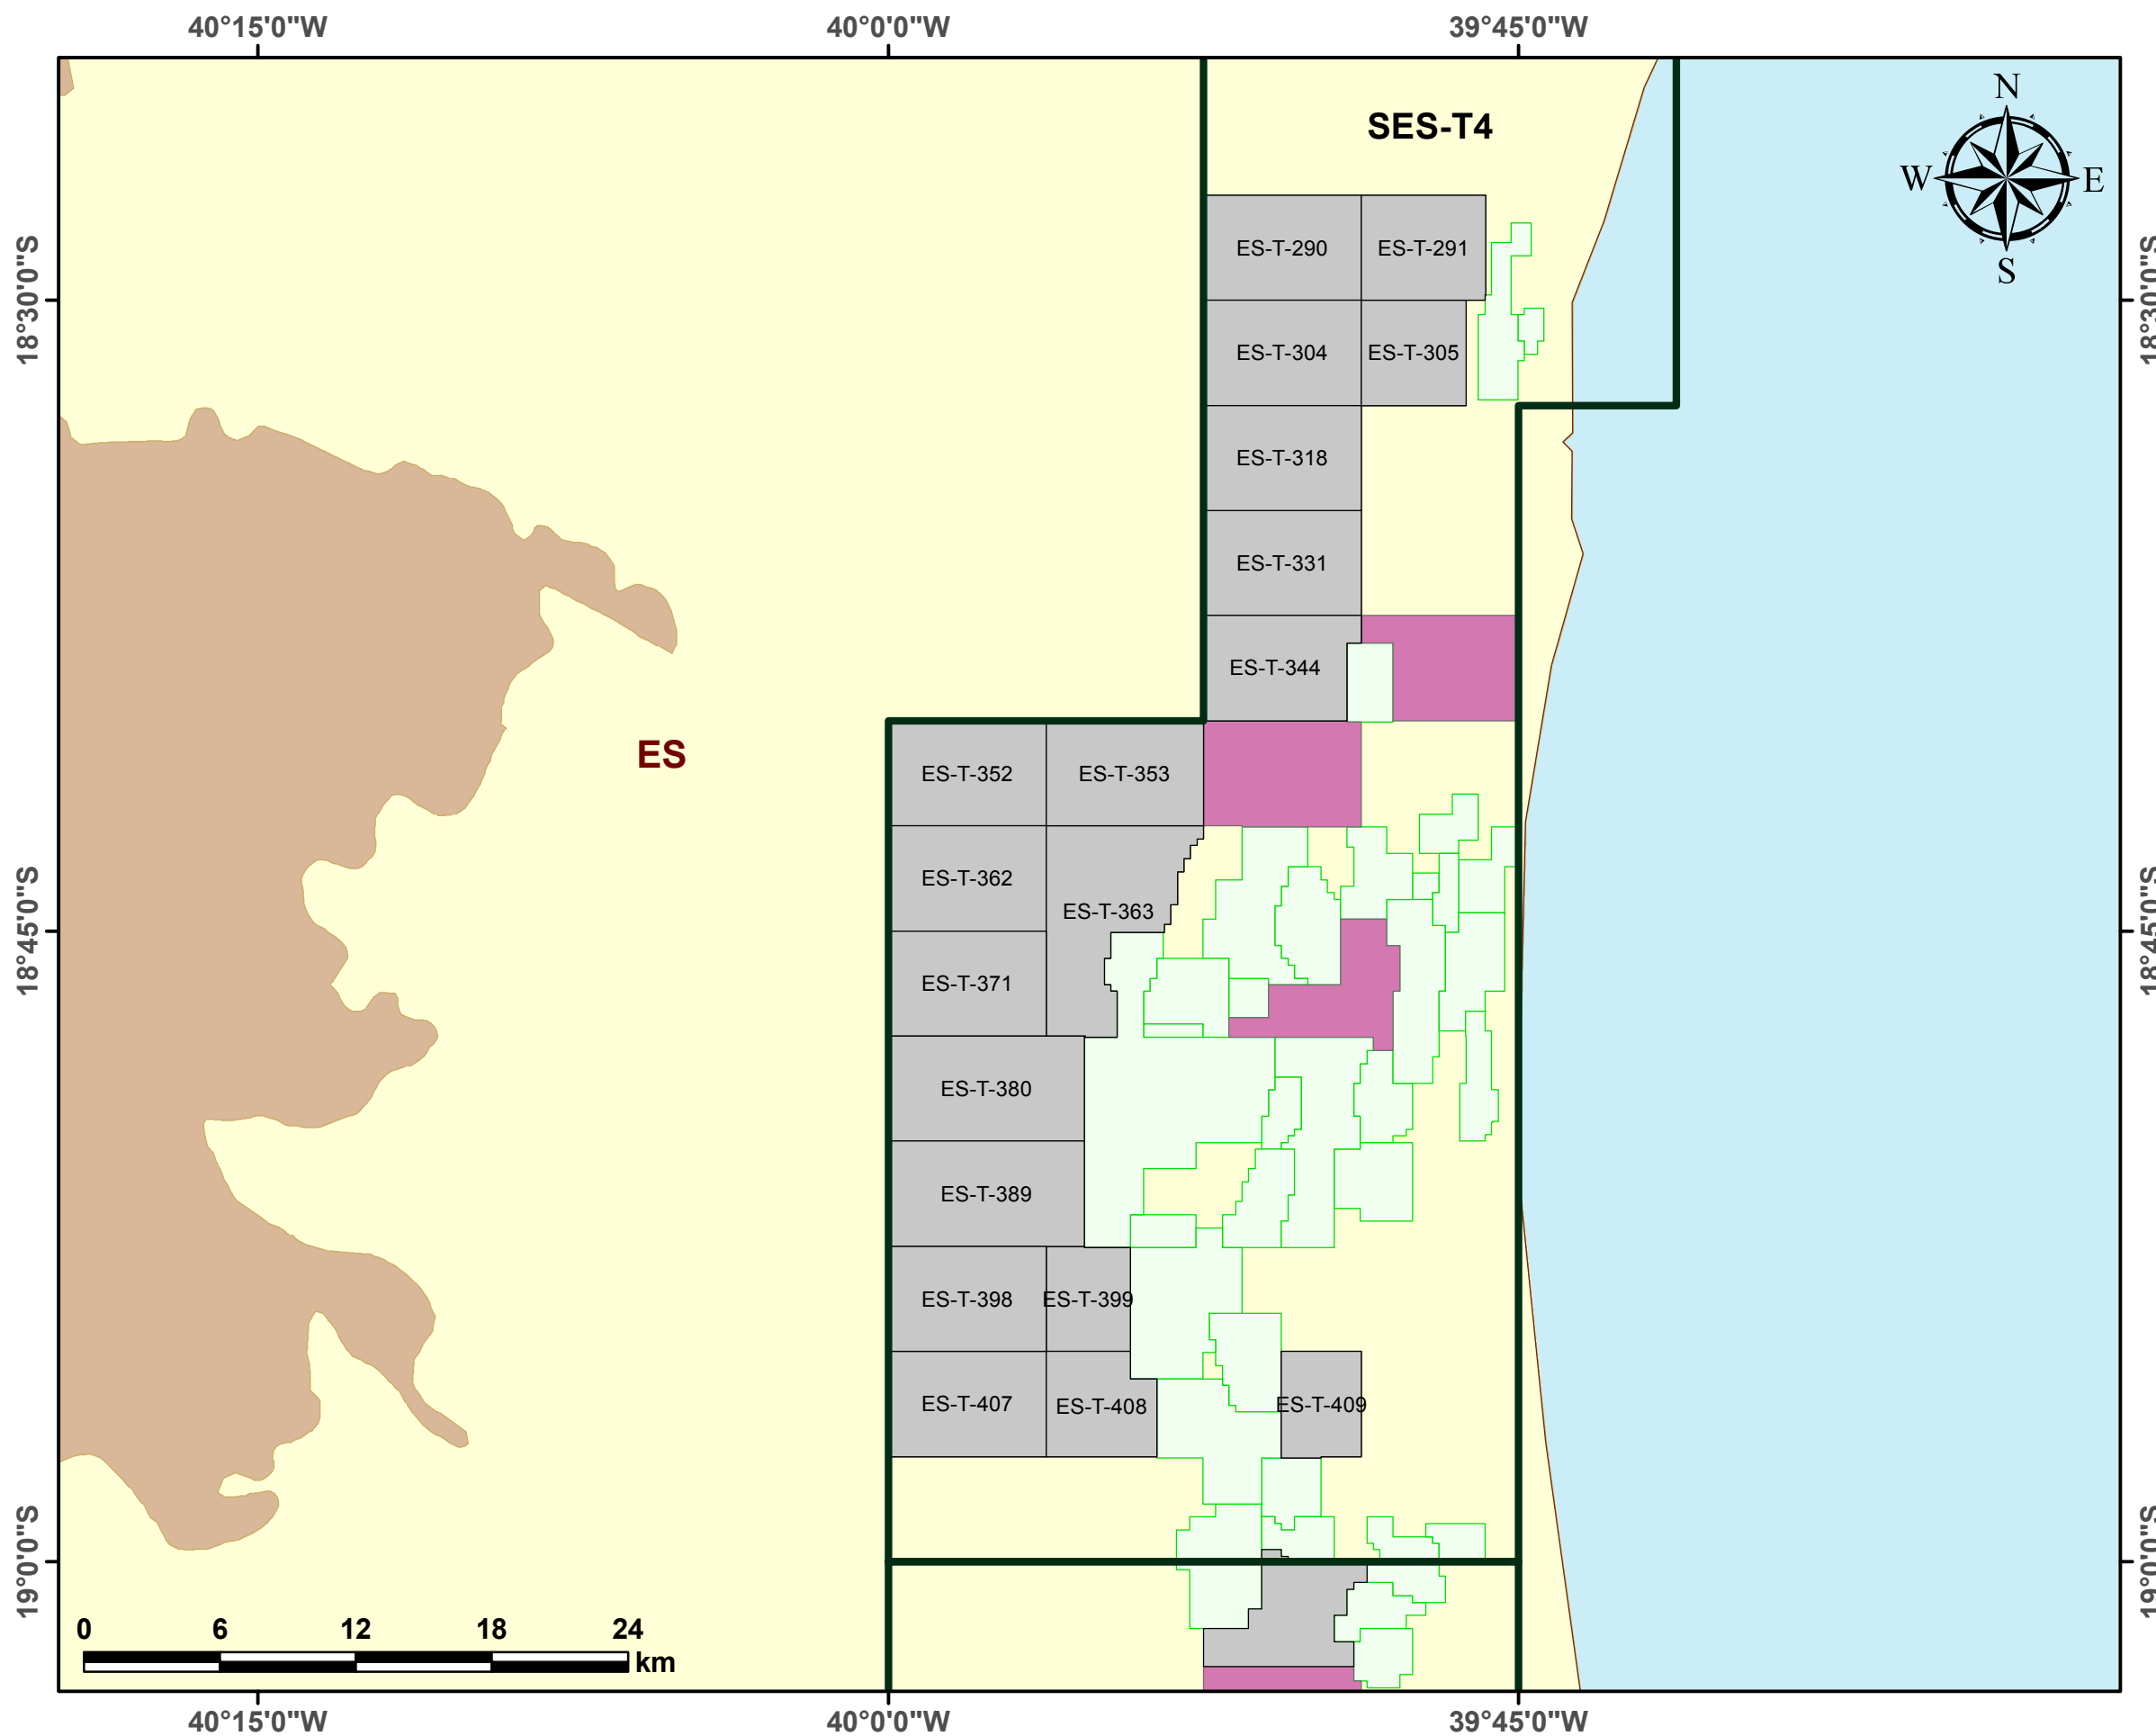 40°15'0"W 40°0'0"W 39°45'0"W
SES-T4
N
W E
S
ES-T-290 ES-T-291
18°30'0"S 18°30'0"S
ES-T-304 ES-T-305
ES-T-318
ES-T-331
ES-T-344
ES
ES-T-352 ES-T-353
ES-T-362
ES-T-363
18°45'0"S 18°45'0"S
ES-T-371
ES-T-380
ES-T-389
ES-T-398 ES-T-399
ES-T-407 ES-T-408 ES-T-409
19°0'0"S 19°0'0"S
0 6 12 18 24
km
40°15'0"W 40°0'0"W 39°45'0"W